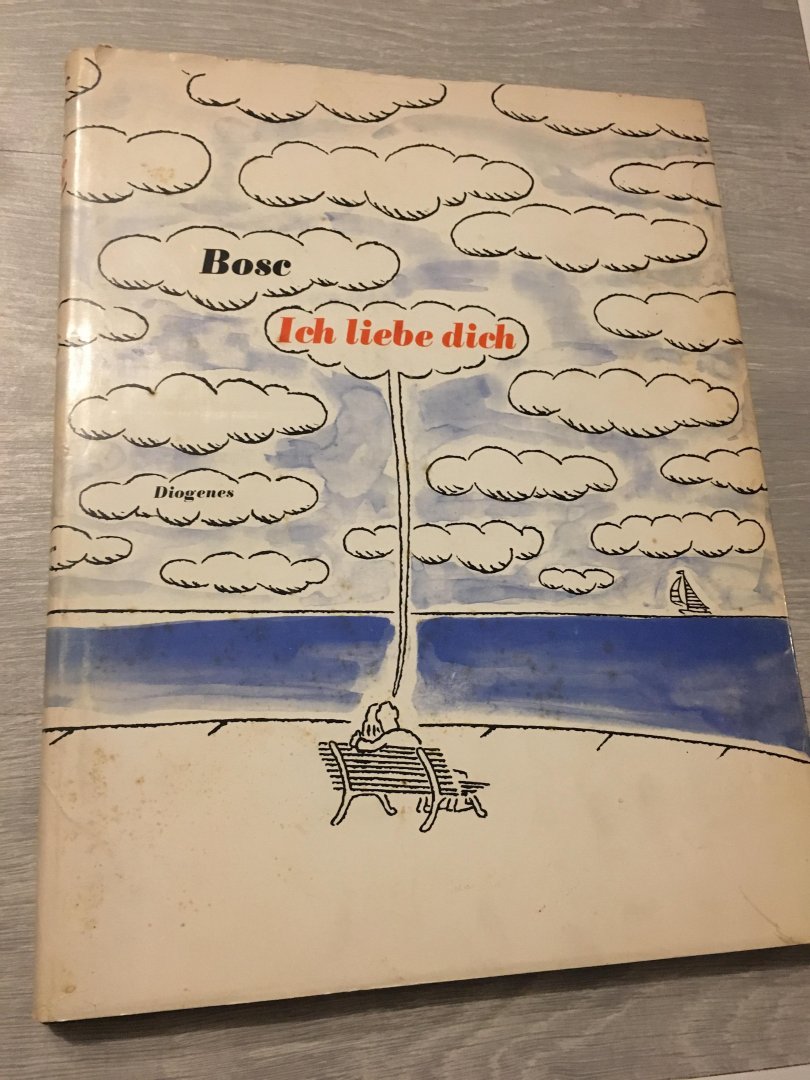 Bosc
Ich liebe dich
Diogenes